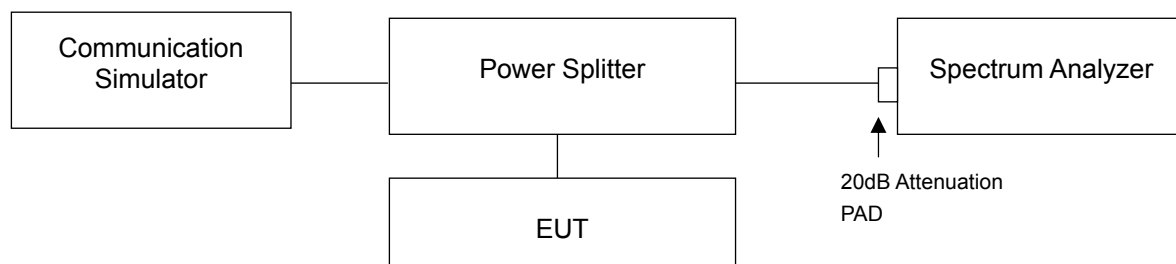 Communication
Simulator
Power Splitter
Spectrum Analyzer
20dB Attenuation
PAD
EUT